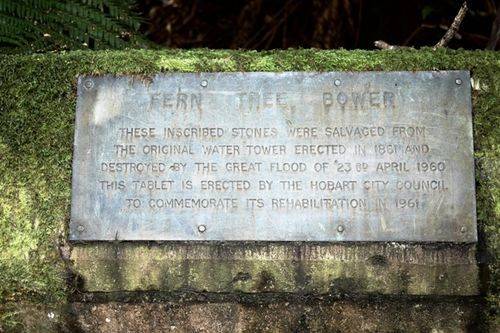 FERN TREE BOWER
THESE INSCRIBED STONES WERE SALVAGED FROM
THE ORIGINAL WATER TOWER ERECTED IN 1861 AND
DESTROYED BY THE GREAT FLOOD OF 23RD APRIL 1960
THIS TABLET IS ERECTED BY THE HOBART CITY COUNCIL
TO COMMEMORATE ITS REHABILITATION IN 1961